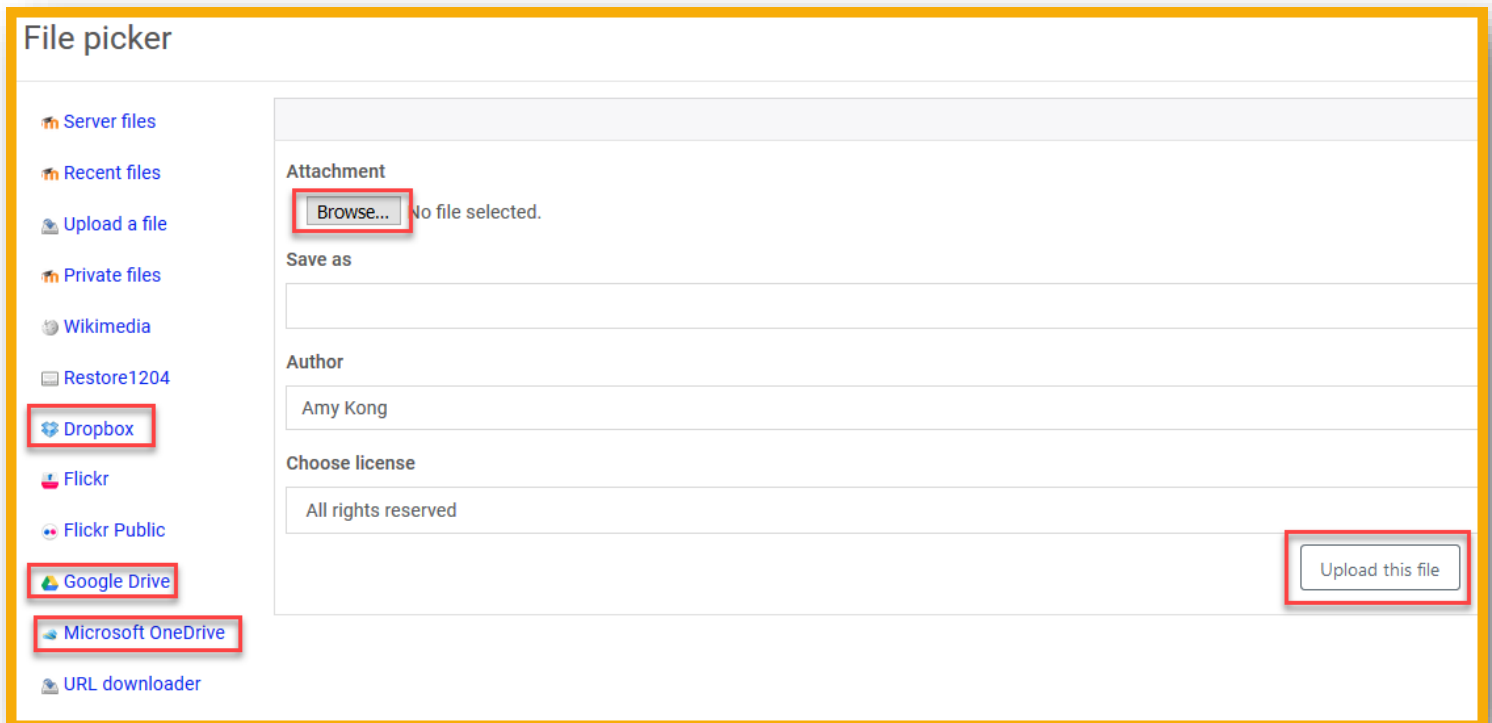 File picker
Server files
Recent files
Upload a file
Private files
Wikimedia
Restore1204
Dropbox
Flickr
Flickr Public
Google Drive
Microsoft OneDrive
URL downloader
Attachment
Browse... No file selected.
Save as
Author
Amy Kong
Choose license
All rights reserved
Upload this file